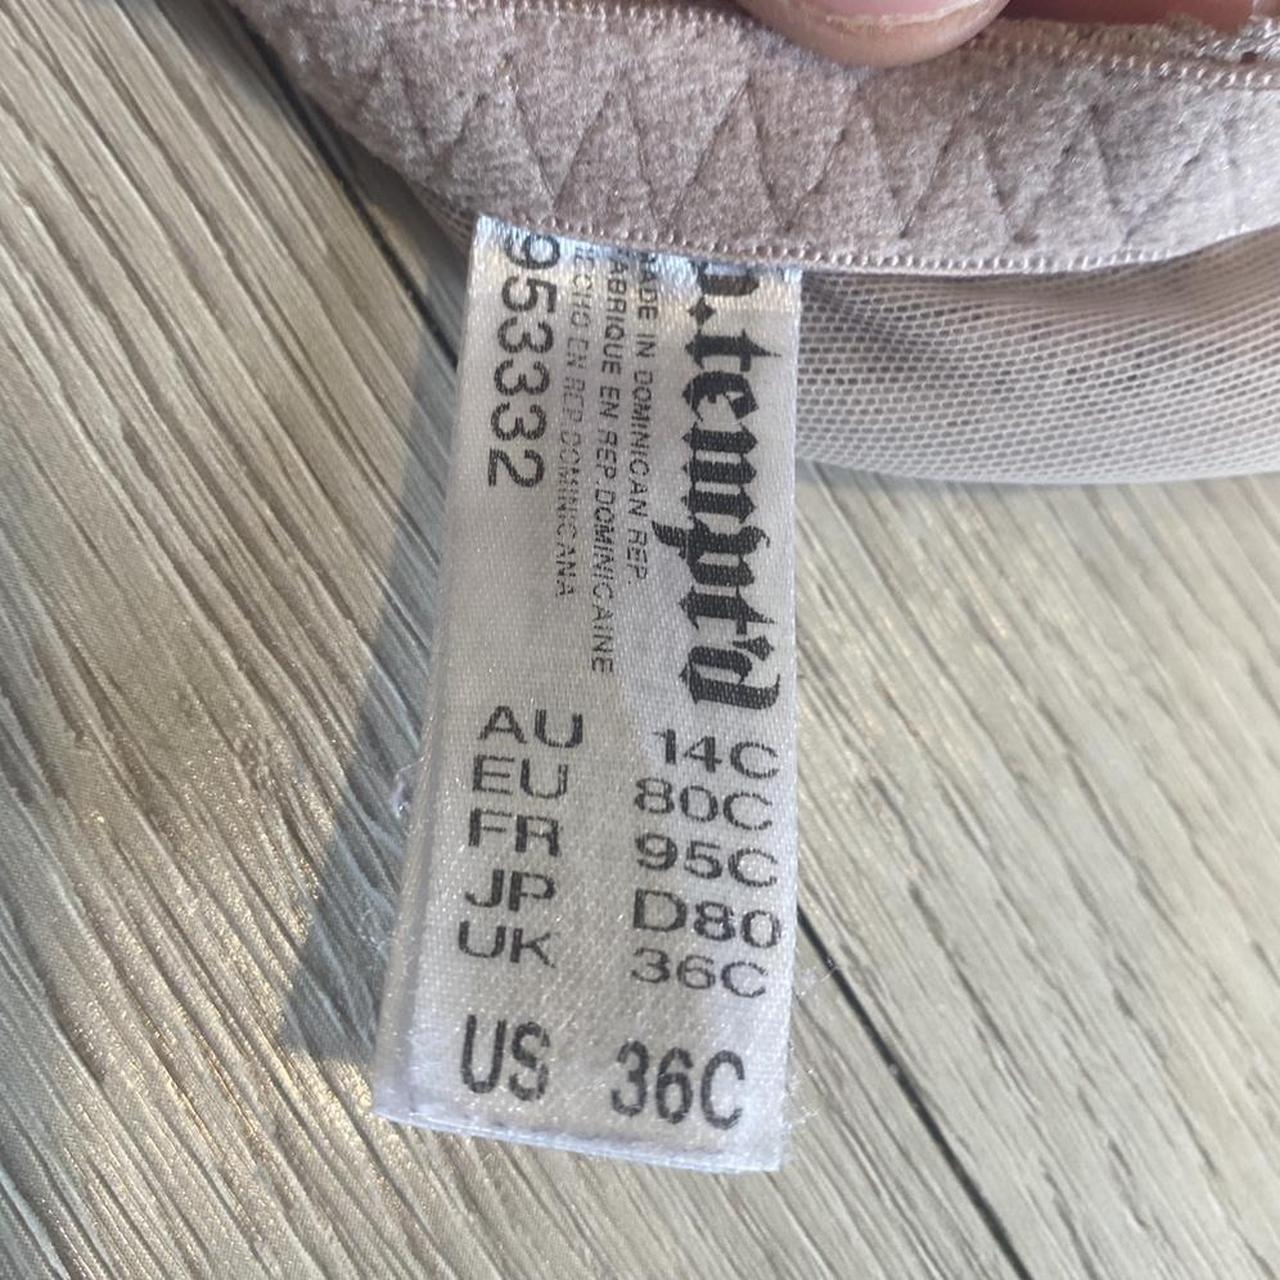 b.tempt'd
MADE IN DOMINICAN REP.
FABRIQUE EN REP.DOMINICAINE
HECHO EN REP.DOMINICANA
953332
AU 14C
EU 80C
FR 95C
JP D80
UK 36C
US 36C